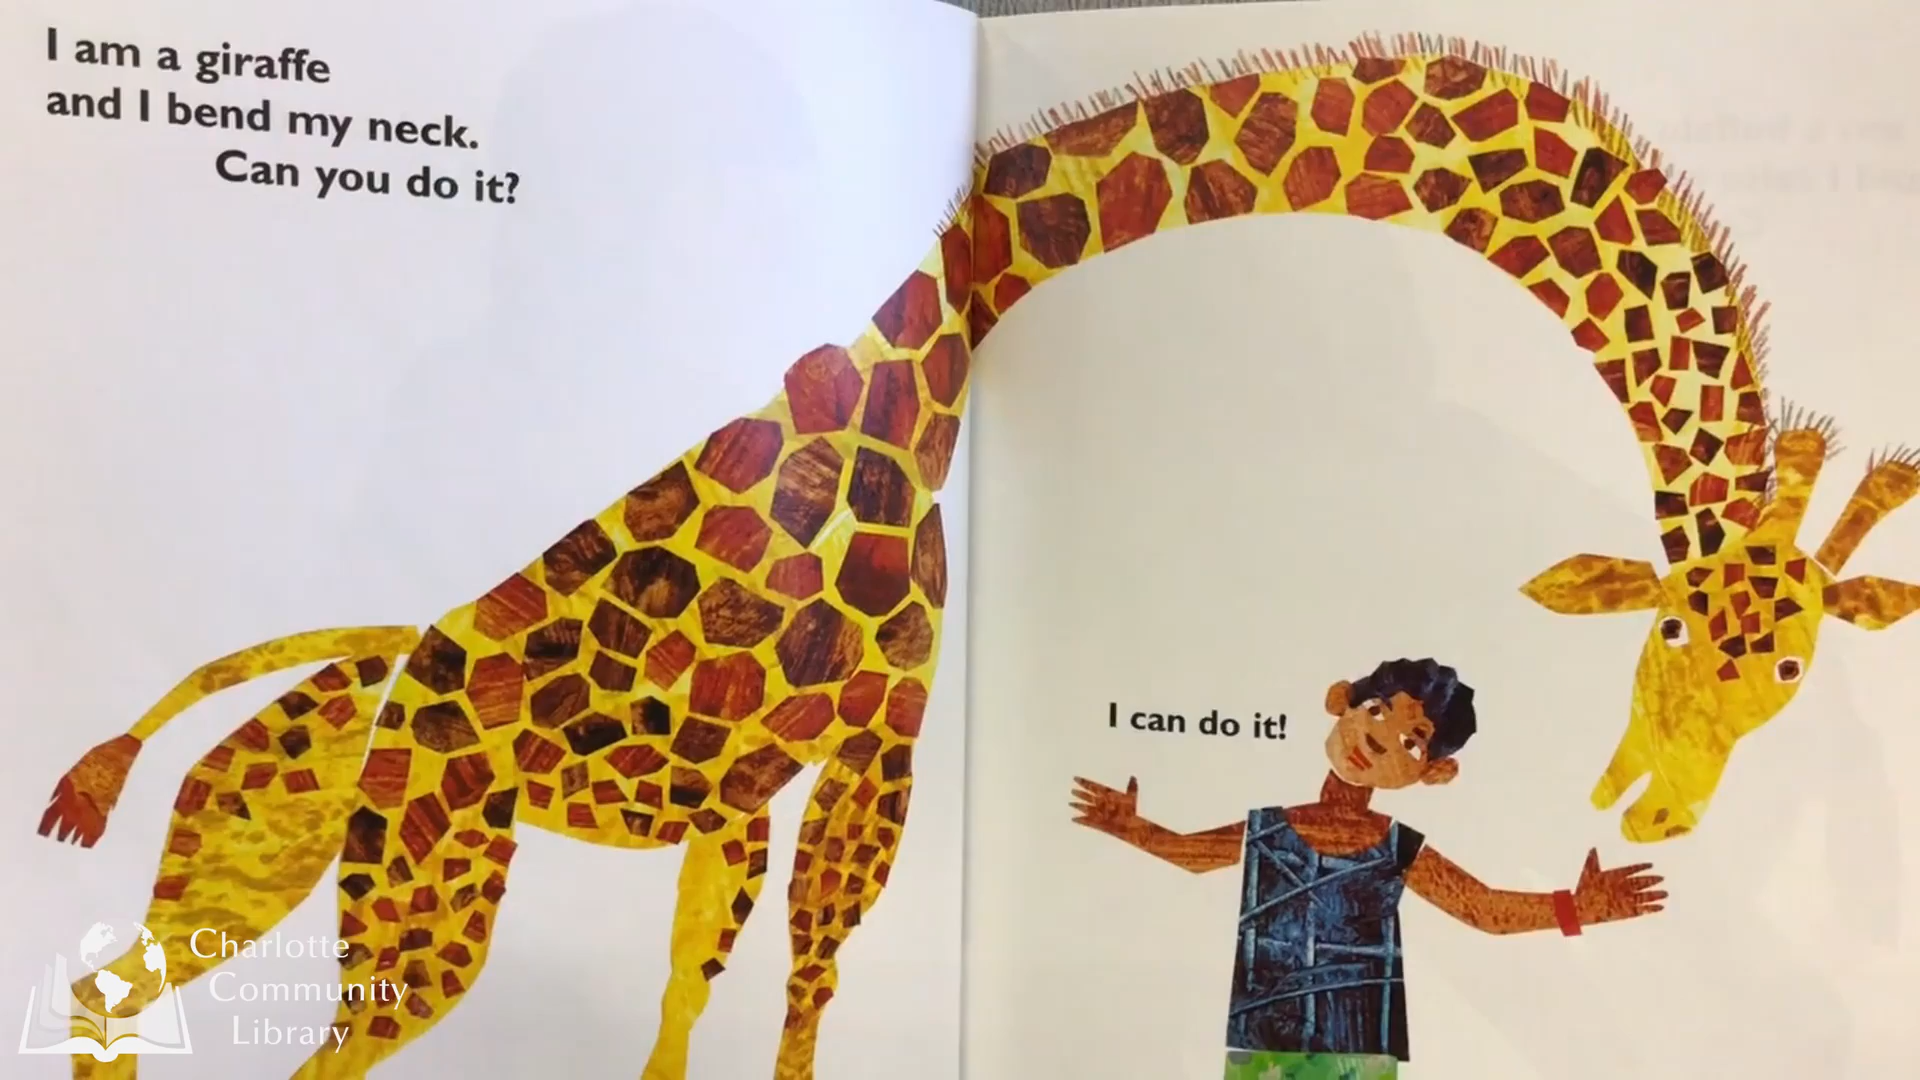 I am a giraffe
and I bend my neck.
Can you do it?
I can do it!
Charlotte
Community
Library